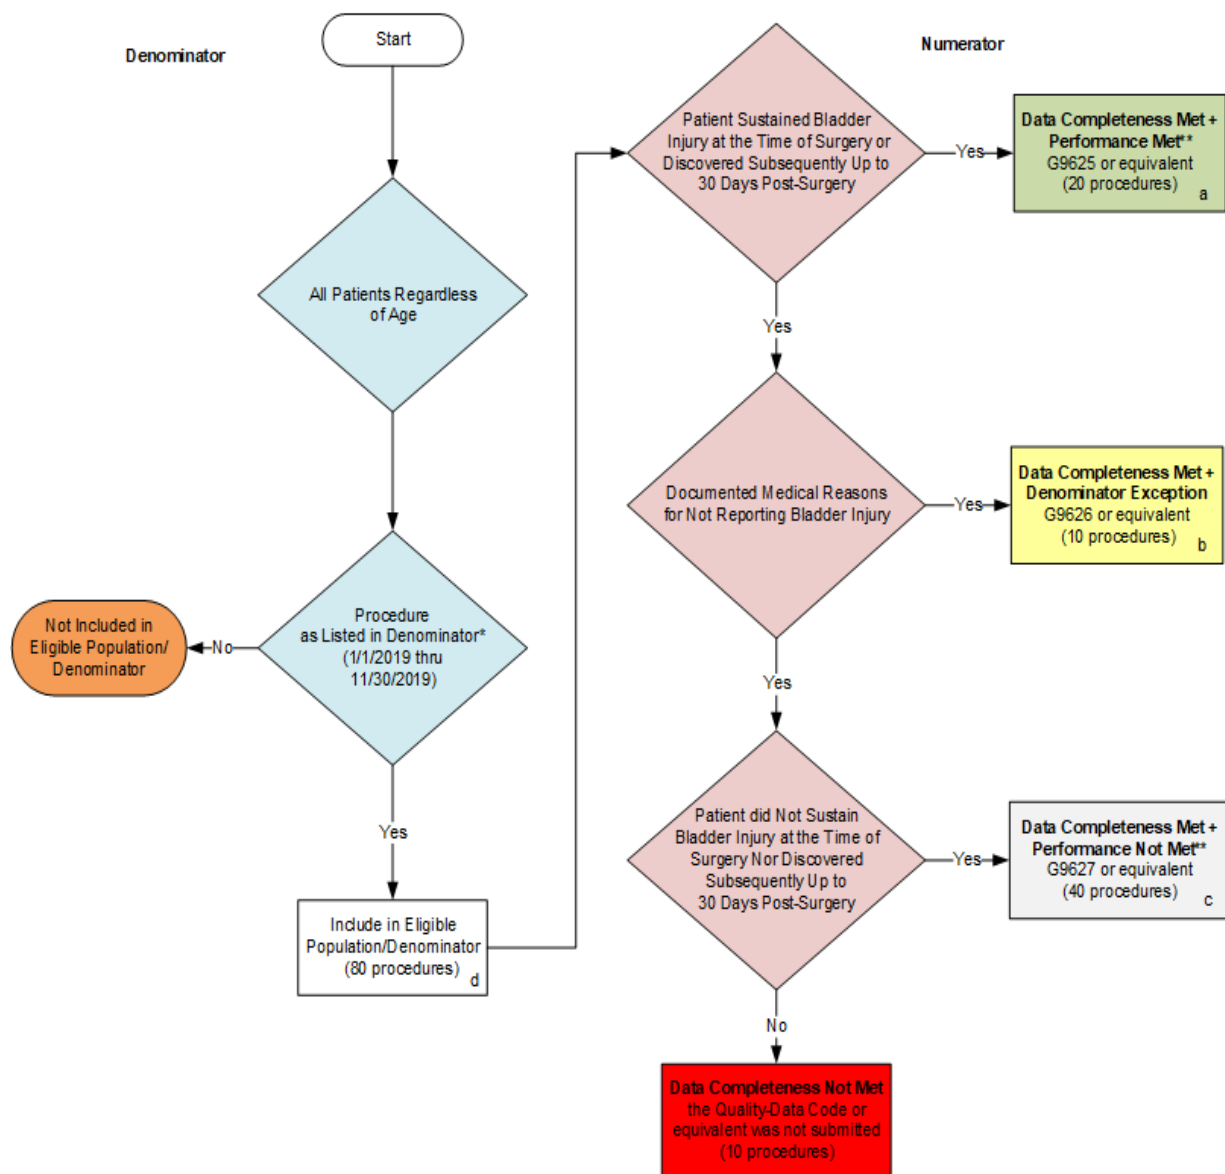 Denominator
Start
Numerator
All Patients Regardless
of Age
Procedure
as Listed in Denominator*
(1/1/2019 thru
11/30/2019)
No
Not Included in
Eligible Population/
Denominator
Yes
Include in Eligible
Population/Denominator
(80 procedures)
d
Patient Sustained Bladder
Injury at the Time of Surgery or
Discovered Subsequently Up to
30 Days Post-Surgery
Yes
Data Completeness Met +
Performance Met**
G9625 or equivalent
(20 procedures)
a
Yes
Documented Medical Reasons
for Not Reporting Bladder Injury
Yes
Data Completeness Met +
Denominator Exception
G9626 or equivalent
(10 procedures)
b
Yes
Patient did Not Sustain
Bladder Injury at the Time of
Surgery Nor Discovered
Subsequently Up to
30 Days Post-Surgery
Yes
Data Completeness Met +
Performance Not Met**
G9627 or equivalent
(40 procedures)
c
No
Data Completeness Not Met
the Quality-Data Code or
equivalent was not submitted
(10 procedures)